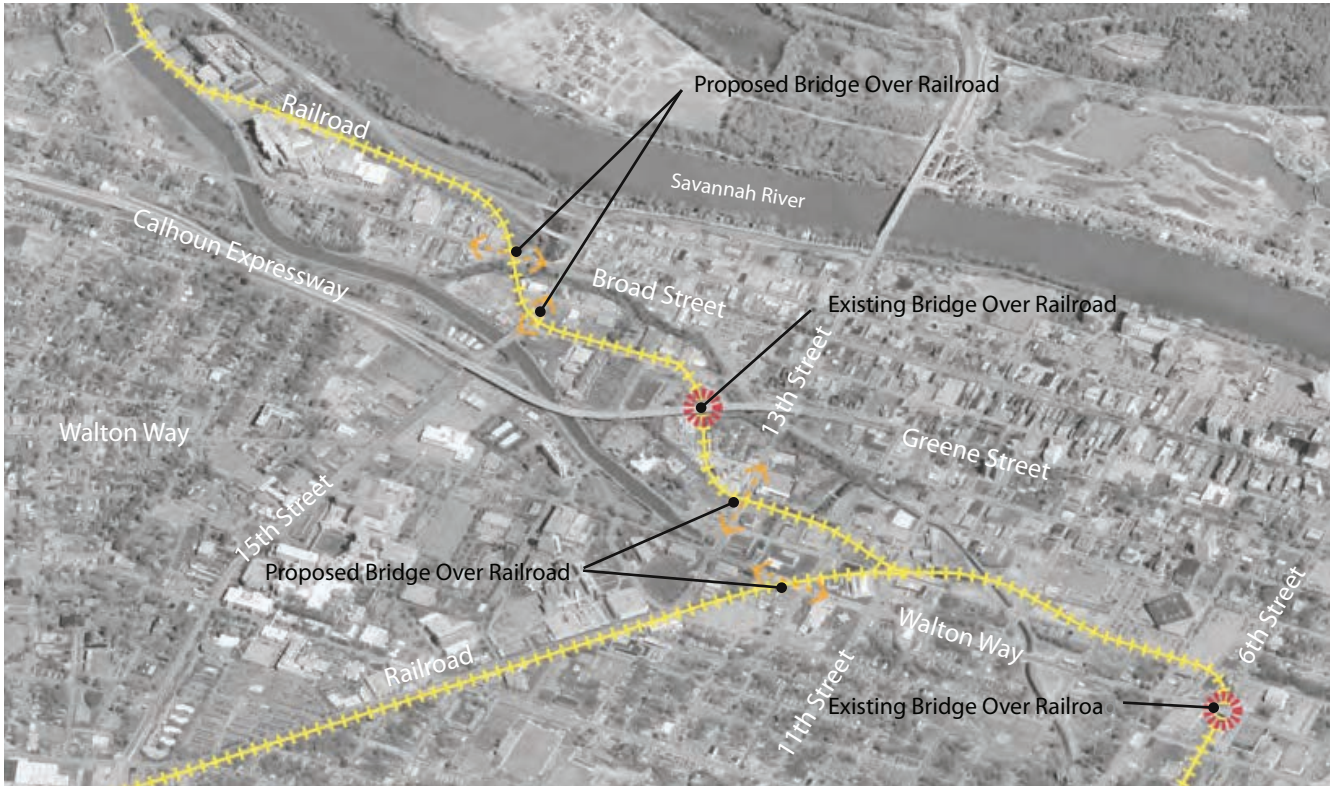 Proposed Bridge Over Railroad
Railroad
Savannah River
Calhoun Expressway
Broad Street
Existing Bridge Over Railroad
13th Street
Walton Way
Greene Street
15th Street
Proposed Bridge Over Railroad
6th Street
Walton Way
Railroad
11th Street
Existing Bridge Over Railroa